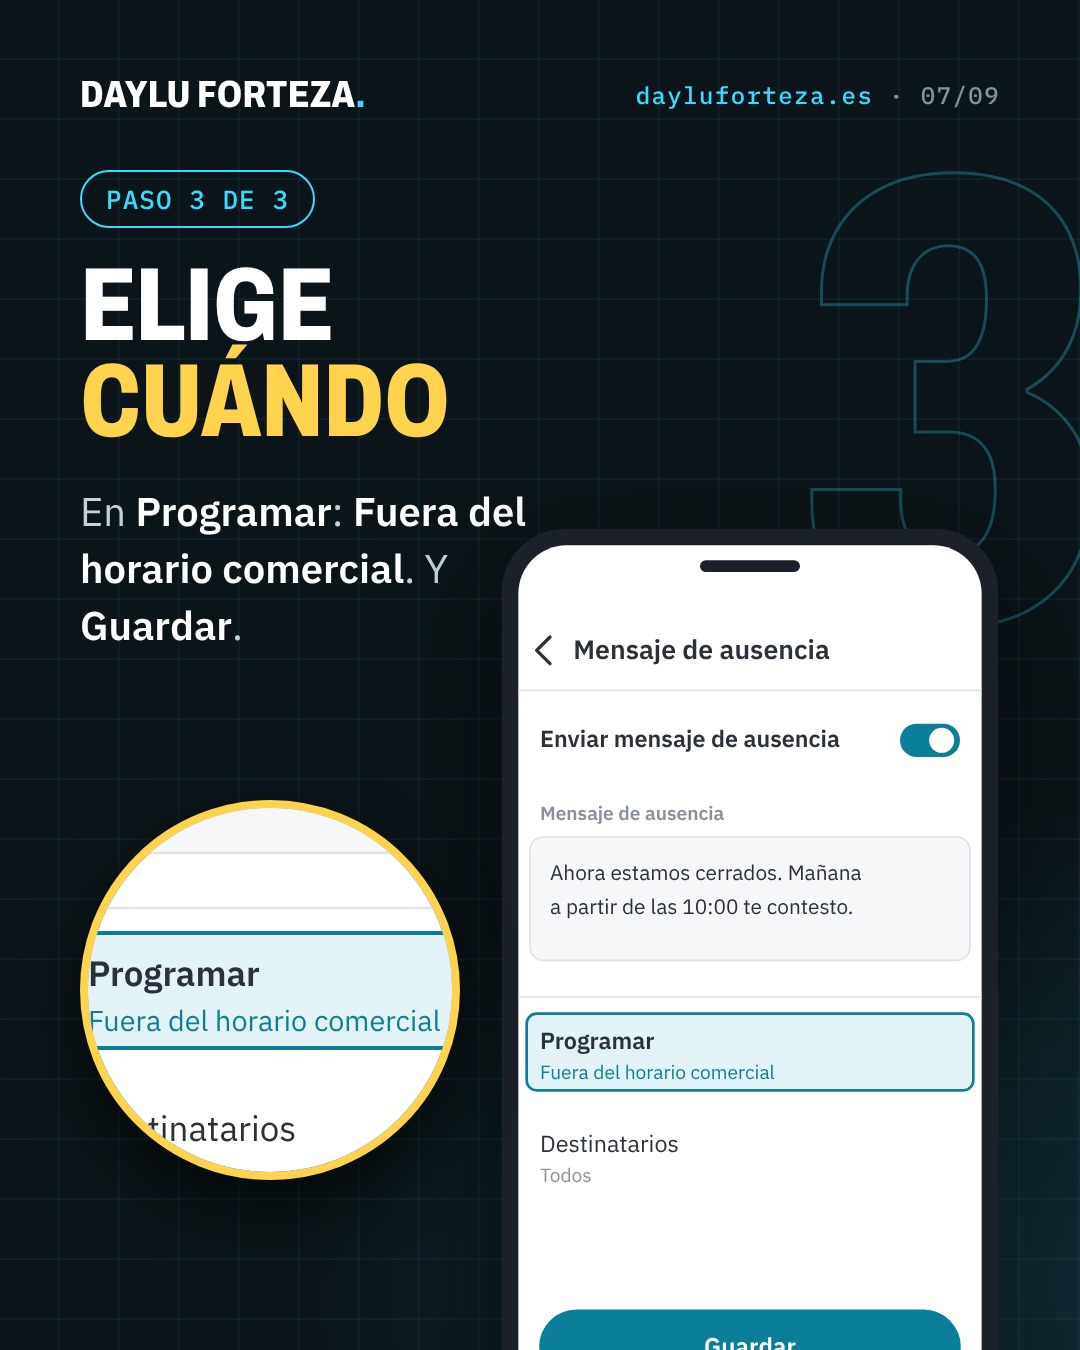 DAYLU FORTEZA.
dayluforteza.es · 07/09
PASO 3 DE 3
3
ELIGE
CUÁNDO
En Programar: Fuera del
horario comercial. Y
Guardar.
Mensaje de ausencia
Enviar mensaje de ausencia
Mensaje de ausencia
Ahora estamos cerrados. Mañana
a partir de las 10:00 te contesto.
Programar
Fuera del horario comercial
Destinatarios
Todos
Guardar
Programar
Fuera del horario comercial
tinatarios